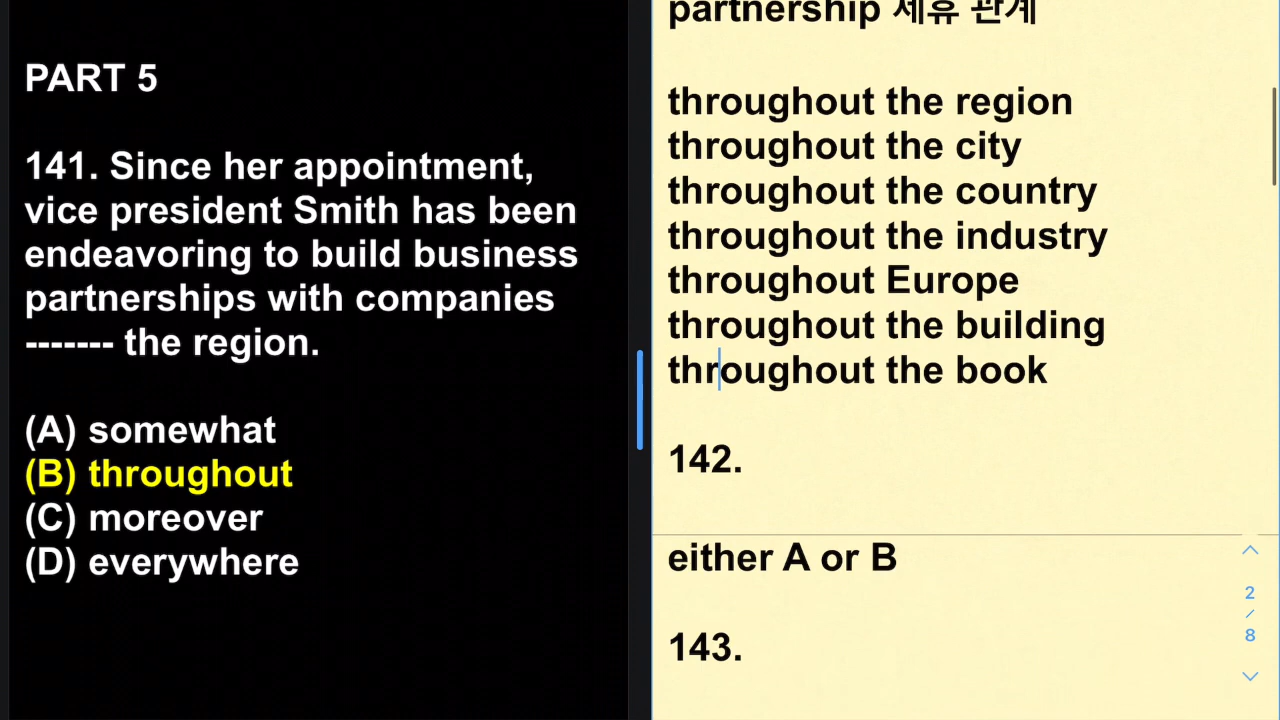 PART 5
141. Since her appointment,
vice president Smith has been
endeavoring to build business
partnerships with companies
------- the region.
(A) somewhat
(B) throughout
(C) moreover
(D) everywhere
partnership 제휴 관계
throughout the region
throughout the city
throughout the country
throughout the industry
throughout Europe
throughout the building
throughout the book
142.
either A or B
143.
2
/
8